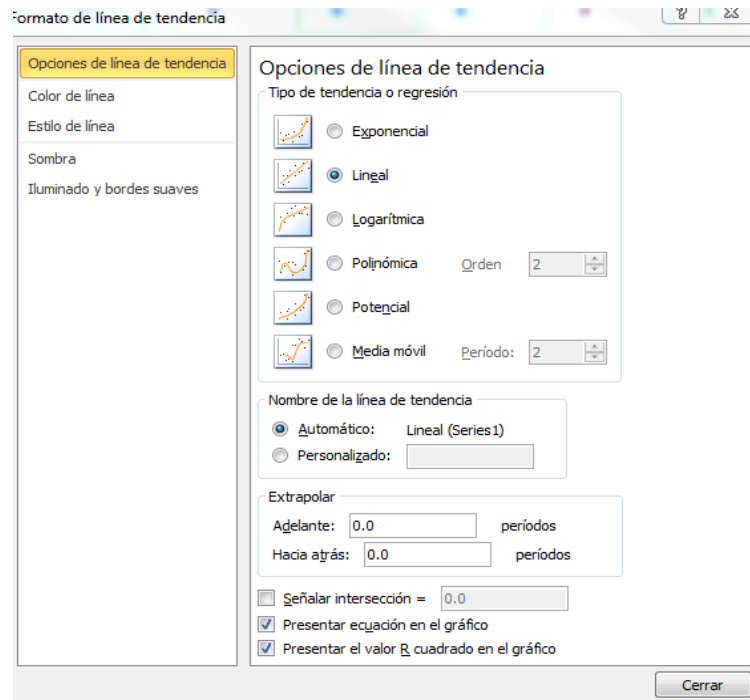 Formato de línea de tendencia
Opciones de línea de tendencia
Color de línea
Estilo de línea
Sombra
Iluminado y bordes suaves
Opciones de línea de tendencia
Tipo de tendencia o regresión
Exponencial
Lineal
Logarítmica
Polinómica Orden 2
Potencial
Media móvil Período: 2
Nombre de la línea de tendencia
Automático: Lineal (Series1)
Personalizado:
Extrapolar
Adelante: 0.0 períodos
Hacia atrás: 0.0 períodos
Señalar intersección = 0.0
Presentar ecuación en el gráfico
Presentar el valor R cuadrado en el gráfico
Cerrar